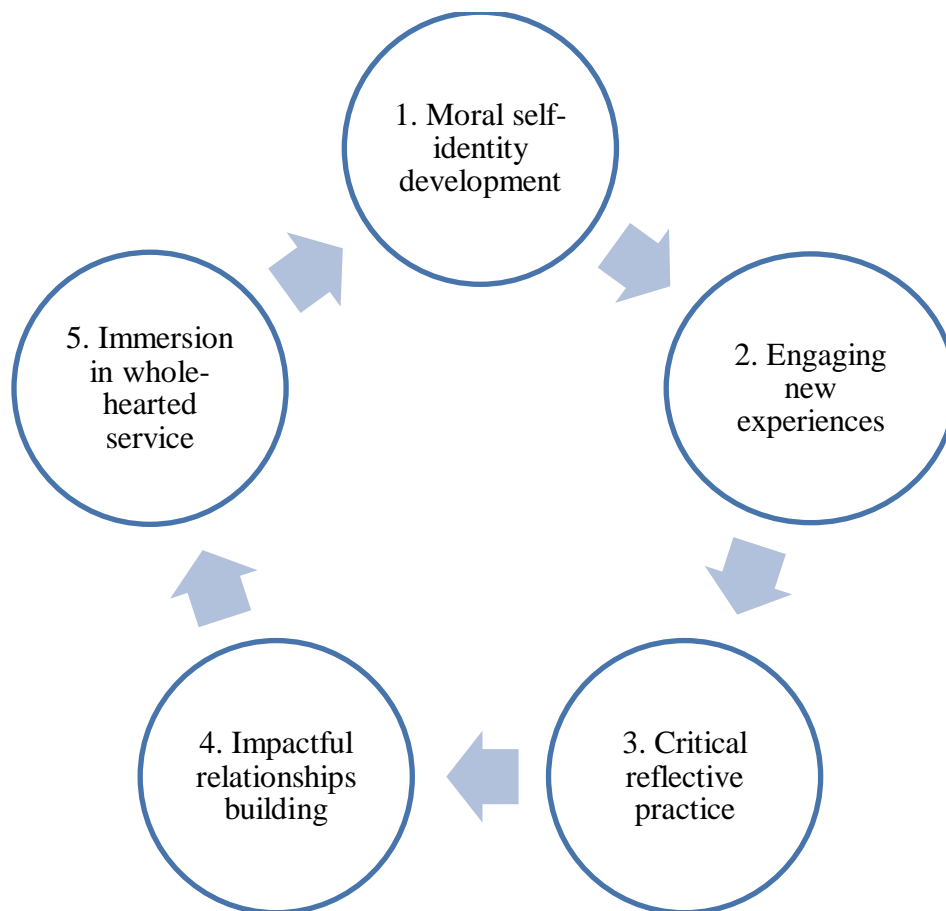 1. Moral self-
identity
development
2. Engaging
new
experiences
3. Critical
reflective
practice
4. Impactful
relationships
building
5. Immersion
in whole-
hearted
service